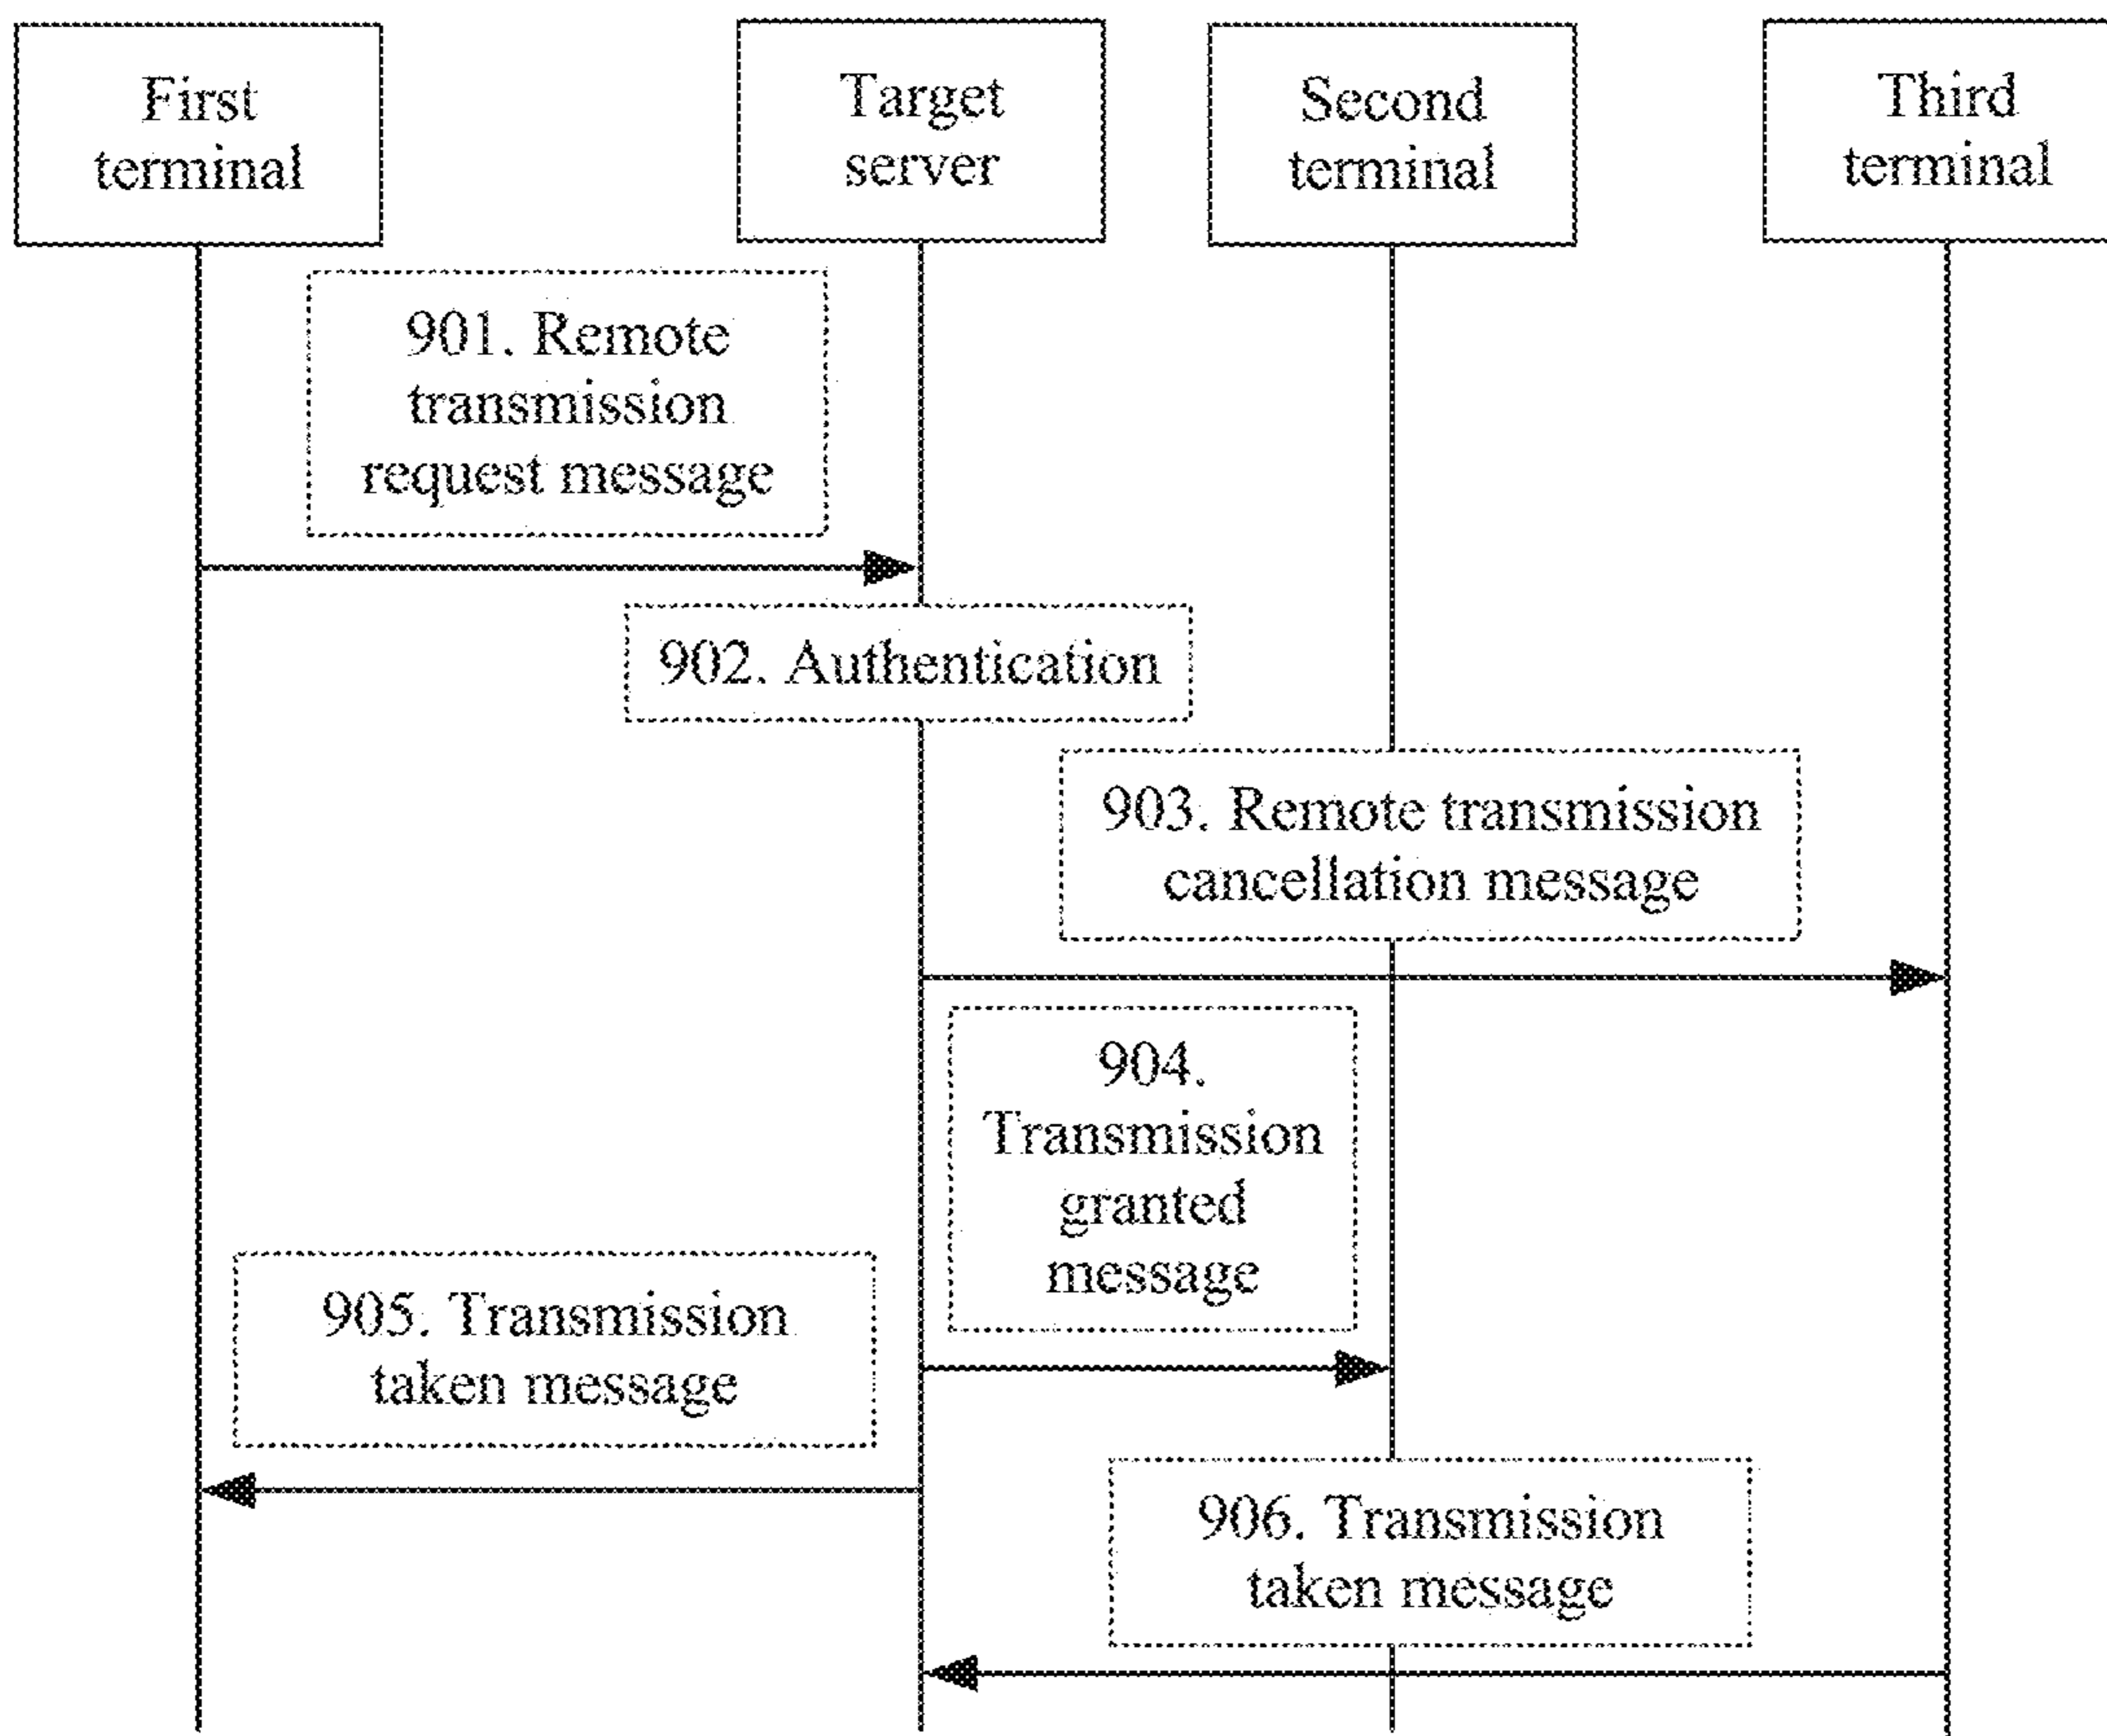 First
terminal
Target
server
Second
terminal
Third
terminal
901. Remote
transmission
request message
902. Authentication
903. Remote transmission
cancellation message
904.
Transmission
granted
message
905. Transmission
taken message
906. Transmission
taken message